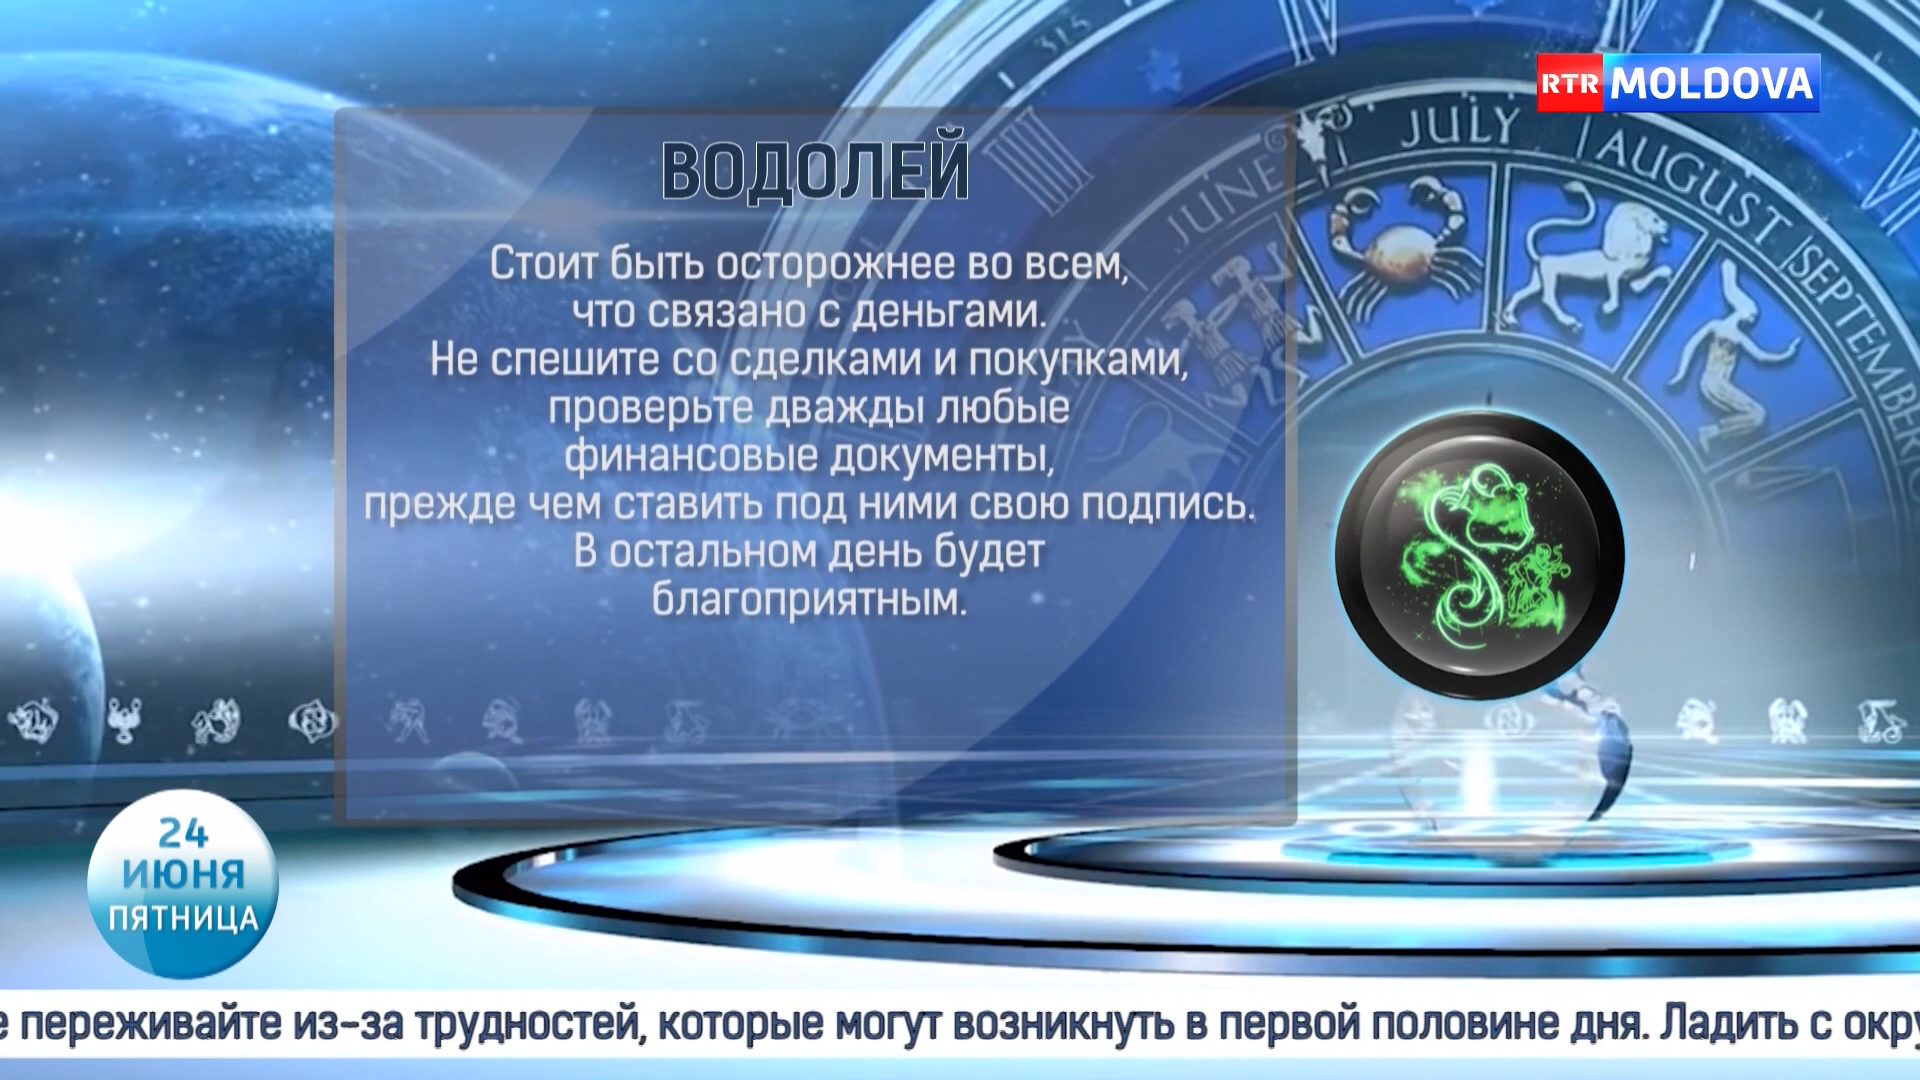 315
RTR MOLDOVA
JUNE
JULY
AUGUST
SEPTEMBER
ВОДОЛЕЙ
Стоит быть осторожнее во всем,
что связано с деньгами.
Не спешите со сделками и покупками,
проверьте дважды любые
финансовые документы,
прежде чем ставить под ними свою подпись.
В остальном день будет
благоприятным.
24
ИЮНЯ
ПЯТНИЦА
е переживайте из-за трудностей, которые могут возникнуть в первой половине дня. Ладить с окру